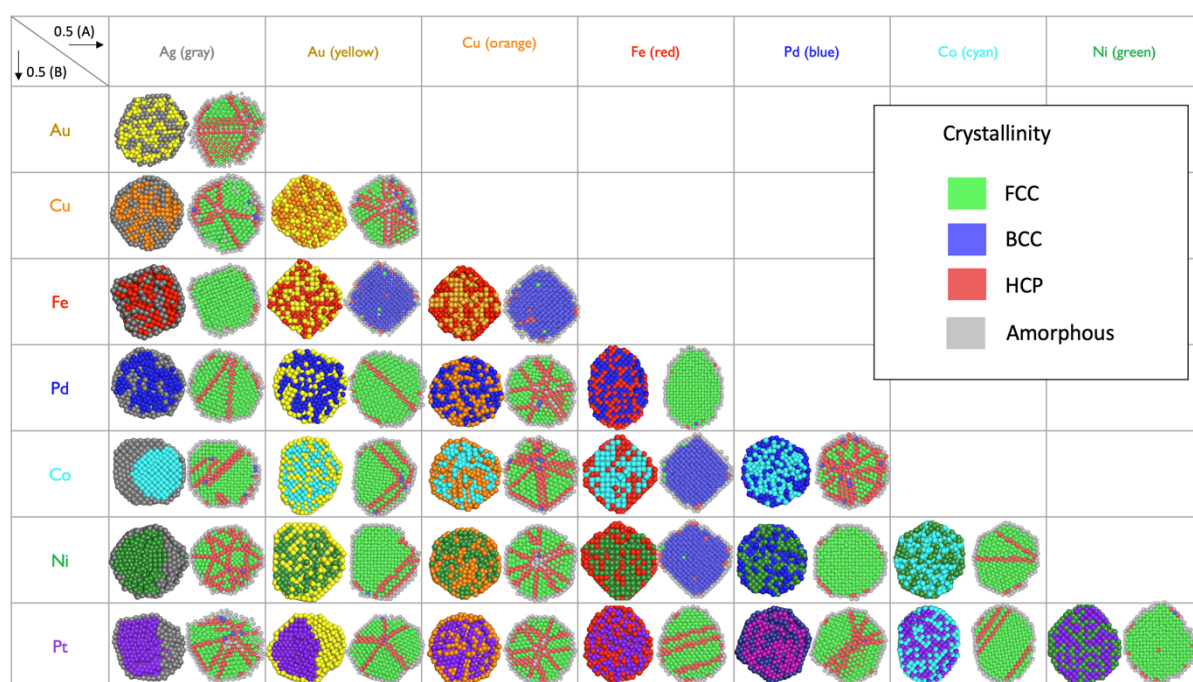 0.5 (A)
0.5 (B)
Ag (gray) Au (yellow) Cu (orange) Fe (red) Pd (blue) Co (cyan) Ni (green)
Au
Cu
Fe
Pd
Co
Ni
Pt
Crystallinity
FCC
BCC
HCP
Amorphous